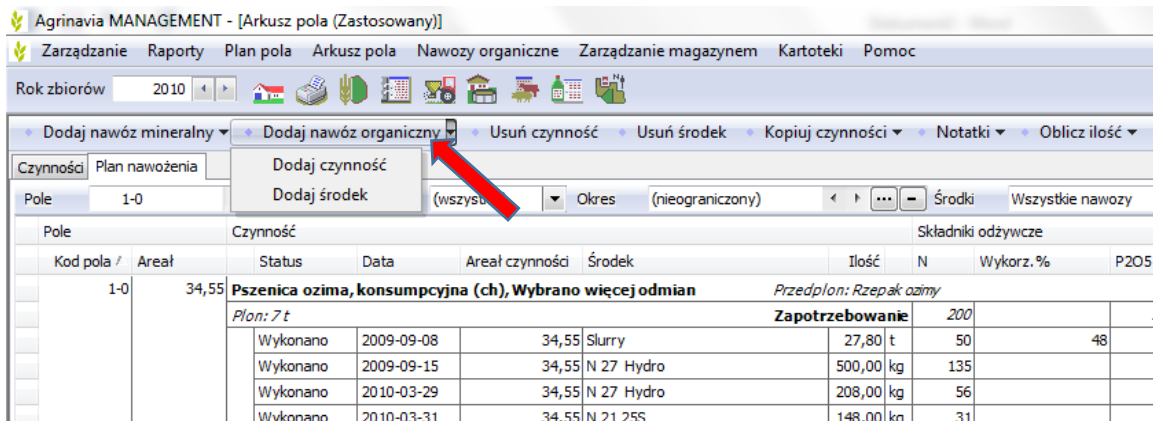 Agrinavia MANAGEMENT - [Arkusz pola (Zastosowany)]
Zarządzanie Raporty Plan pola Arkusz pola Nawozy organiczne Zarządzanie magazynem Kartoteki Pomoc
Rok zbiorów 2010
Dodaj nawóz mineralny Dodaj nawóz organiczny Usuń czynność Usuń środek Kopiuj czynności Notatki Oblicz ilość
Dodaj czynność
Czynności Plan nawożenia
Dodaj środek
Pole 1-0 Okres (nieograniczony) Środki Wszystkie nawozy
Pole Czynność Składniki odżywcze
Kod pola / Areał Status Data Areał czynności Środek Ilość N Wykorz.% P2O5
1-0 34,55 Pszenica ozima, konsumpcyjna (ch), Wybrano więcej odmian Przedplon: Rzepak ozimy
Plon: 7 t Zapotrzebowanie 200
Wykonano 2009-09-08 34,55 Slurry 27,80 t 50 48
Wykonano 2009-09-15 34,55 N 27 Hydro 500,00 kg 135
Wykonano 2010-03-29 34,55 N 27 Hydro 208,00 kg 56
Wykonano 2010-03-31 34,55 N 21 25S 148,00 kg 31